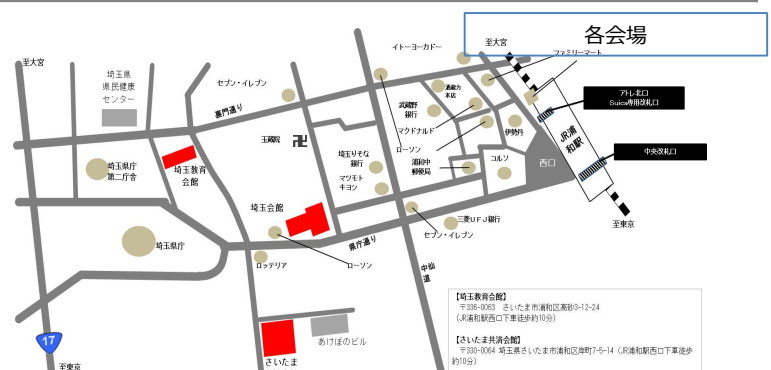 各会場
イトーヨーカドー
至大宮
ファミリーマート
至大宮
埼玉県
県民健康
センター
セブン・イレブン
酒蔵力
本店
武蔵野
銀行
アトレ北口
Suica専用改札口
裏門通り
マクドナルド
伊勢丹
JR浦和駅
玉蔵院
卍
ローソン
埼玉りそな
銀行
浦和中
郵便局
コルソ
西口
中央改札口
埼玉県庁
第二庁舎
埼玉教育
会館
マツモト
キヨシ
埼玉会館
三菱UFJ銀行
セブン・イレブン
至東京
埼玉県庁
県庁通り
ロッテリア
ローソン
中仙道
17
あけぼのビル
さいたま
至東京
【埼玉教育会館】
〒336-0063 さいたま市浦和区高砂3-12-24
(JR浦和駅西口下車徒歩約10分)
【さいたま共済会館】
〒330-0064 埼玉県さいたま市浦和区岸町7-5-14(JR浦和駅西口下車徒歩
約10分)